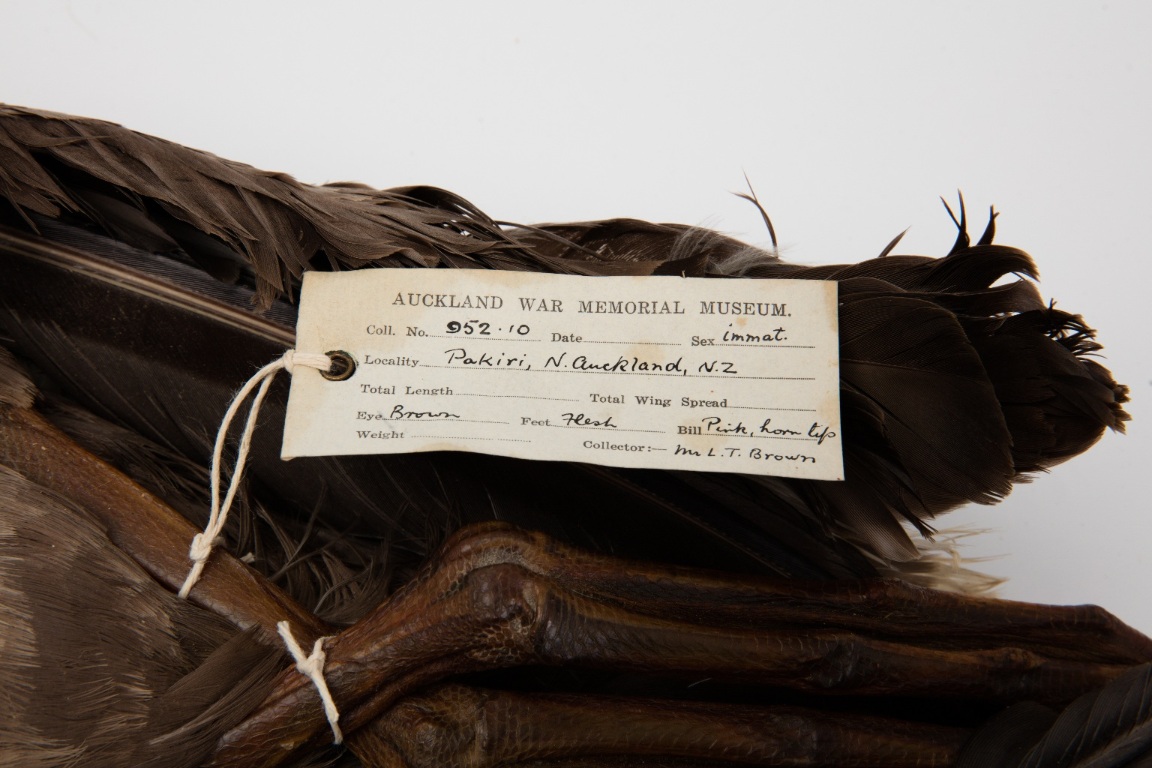 AUCKLAND WAR MEMORIAL MUSEUM.
Coll. No. 952.10 Date Sex immat.
Locality Pakiri, N. Auckland, N.Z
Total Length Total Wing Spread
Eye Brown Feet Flesh Bill Pink, horn tip
Weight Collector:— Mr L.T. Brown